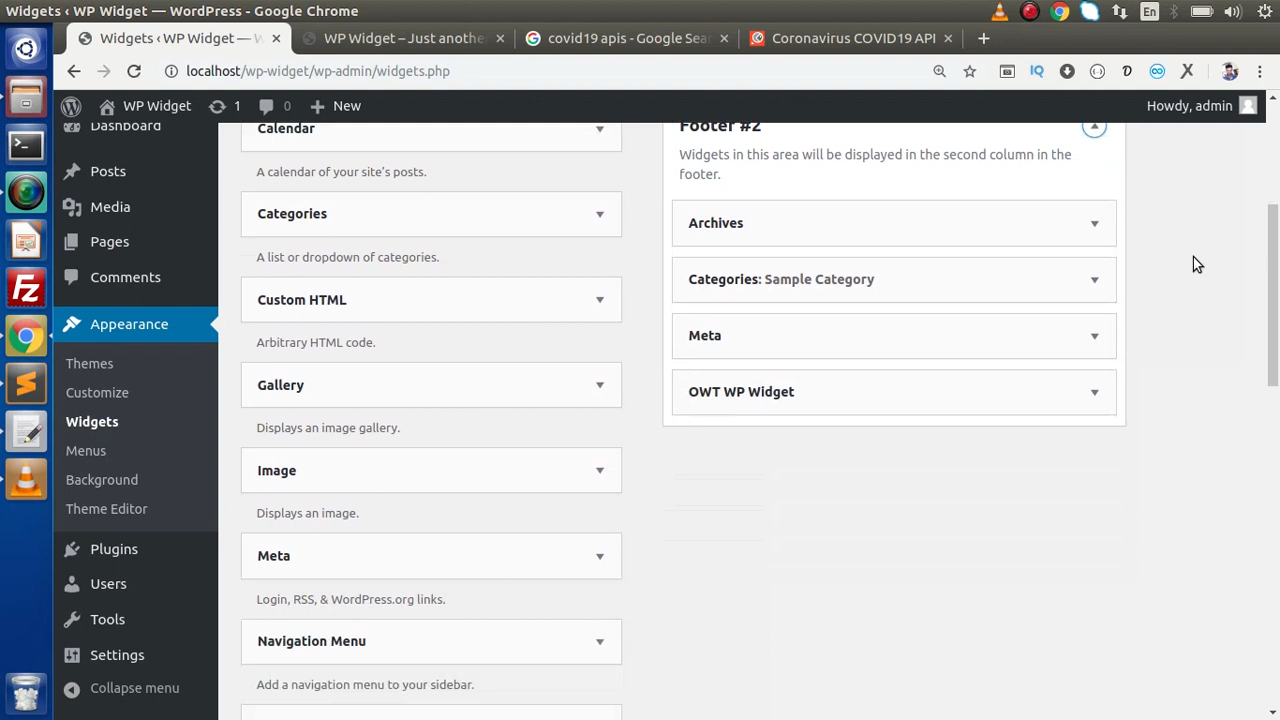 Widgets ‹ WP Widget — WordPress - Google Chrome
En
Widgets ‹ WP Widget —
WP Widget – Just anothe
covid19 apis - Google Sea
Coronavirus COVID19 API
localhost/wp-widget/wp-admin/widgets.php
IQ
WP Widget
1
0
New
Howdy, admin
Dashboard
Posts
Media
Pages
Comments
Appearance
Themes
Customize
Widgets
Menus
Background
Theme Editor
Plugins
Users
Tools
Settings
Collapse menu
Calendar
A calendar of your site's posts.
Categories
A list or dropdown of categories.
Custom HTML
Arbitrary HTML code.
Gallery
Displays an image gallery.
Image
Displays an image.
Meta
Login, RSS, & WordPress.org links.
Navigation Menu
Add a navigation menu to your sidebar.
Footer #2
Widgets in this area will be displayed in the second column in the
footer.
Archives
Categories: Sample Category
Meta
OWT WP Widget